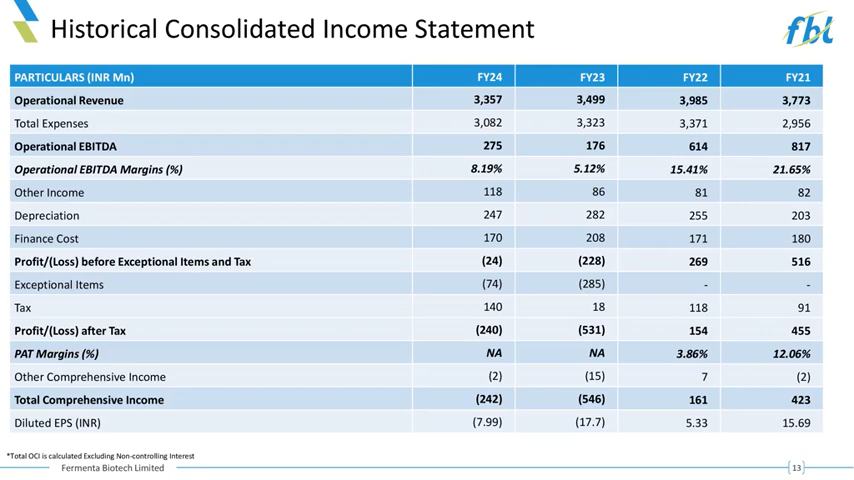 Historical Consolidated Income Statement
fbl
PARTICULARS (INR Mn) FY24 FY23 FY22 FY21
Operational Revenue 3,357 3,499 3,985 3,773
Total Expenses 3,082 3,323 3,371 2,956
Operational EBITDA 275 176 614 817
Operational EBITDA Margins (%) 8.19% 5.12% 15.41% 21.65%
Other Income 118 86 81 82
Depreciation 247 282 255 203
Finance Cost 170 208 171 180
Profit/(Loss) before Exceptional Items and Tax (24) (228) 269 516
Exceptional Items (74) (285) - -
Tax 140 18 118 91
Profit/(Loss) after Tax (240) (531) 154 455
PAT Margins (%) NA NA 3.86% 12.06%
Other Comprehensive Income (2) (15) 7 (2)
Total Comprehensive Income (242) (546) 161 423
Diluted EPS (INR) (7.99) (17.7) 5.33 15.69
*Total OCI is calculated Excluding Non-controlling Interest
Fermenta Biotech Limited 13